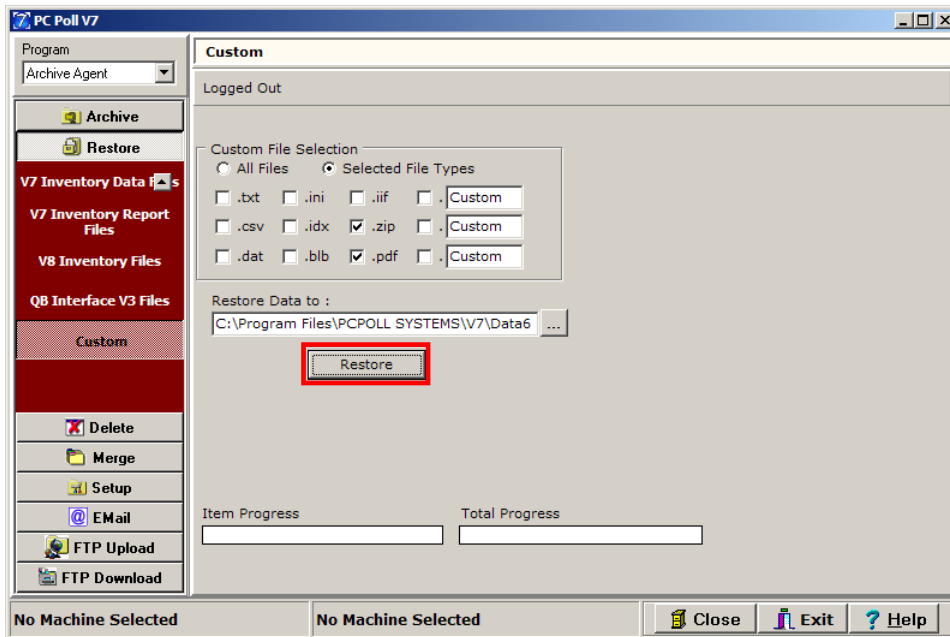 PC Poll V7
Program
Archive Agent
Archive
Restore
V7 Inventory Data Files
V7 Inventory Report
Files
V8 Inventory Files
QB Interface V3 Files
Custom
Delete
Merge
Setup
EMail
FTP Upload
FTP Download
Custom
Logged Out
Custom File Selection
All Files Selected File Types
.txt .ini .iif . Custom
.csv .idx .zip . Custom
.dat .blb .pdf . Custom
Restore Data to :
C:\Program Files\PCPOLL SYSTEMS\V7\Data6 ...
Restore
Item Progress Total Progress
No Machine Selected No Machine Selected Close Exit ? Help